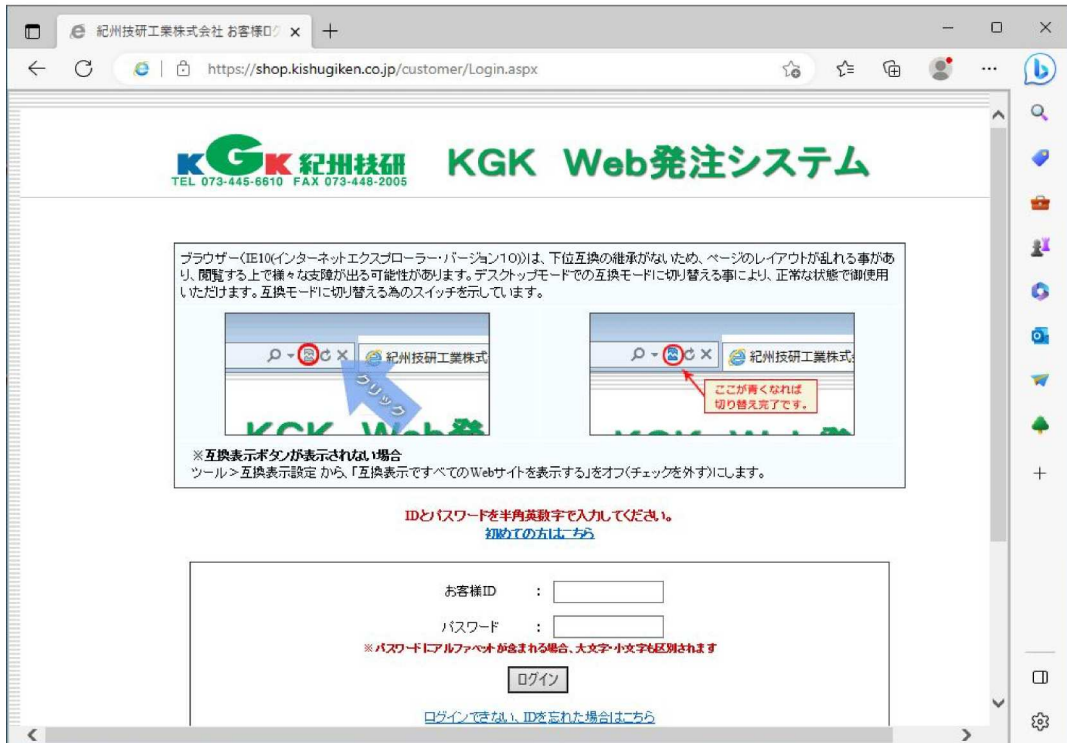 紀州技研工業株式会社 お客様ログ
https://shop.kishugiken.co.jp/customer/Login.aspx
KGK 紀州技研
TEL 073-445-6610 FAX 073-448-2005
KGK Web発注システム
ブラウザー(IE10(インターネットエクスプローラー・バージョン10))は、下位互換の継承がないため、ページのレイアウトが乱れる事があ
り、閲覧する上で様々な支障が出る可能性があります。デスクトップモードでの互換モードに切り替える事により、正常な状態で御使用
いただけます。互換モードに切り替える為のスイッチを示しています。
紀州技研工業株式
クリック
KGK Web発
紀州技研工業株式
ここが青くなれば
切り替え完了です。
KGK Web発
※互換表示ボタンが表示されない場合
ツール>互換表示設定 から、「互換表示ですべてのWebサイトを表示する」をオフ(チェックを外す)にします。
IDとパスワードを半角英数字で入力してください。
初めての方はこちら
お客様ID :
パスワード :
※パスワードにアルファベットが含まれる場合、大文字・小文字も区別されます
ログイン
ログインできない、IDを忘れた場合はこちら